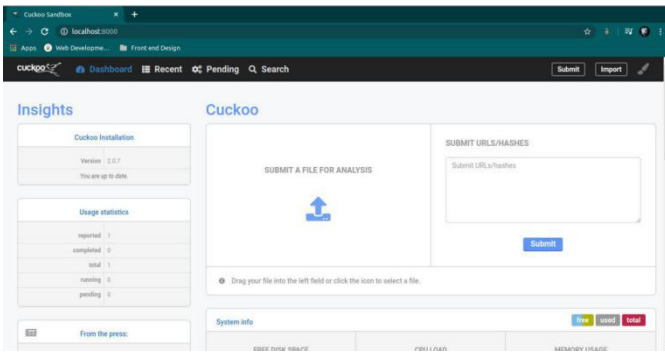 Cuckoo Sandbox
localhost:8000
Apps Web Developme... Front end Design
cuckoo Dashboard Recent Pending Search Submit Import
Insights
Cuckoo Installation
Version 2.0.7
You are up to date.
Usage statistics
reported 1
completed 0
total 1
running 0
pending 0
From the press:
Cuckoo
SUBMIT A FILE FOR ANALYSIS
SUBMIT URLS/HASHES
Submit URLs/hashes
Submit
Drag your file into the left field or click the icon to select a file.
System info
free used total
FREE DISK SPACE
CPU LOAD
MEMORY USAGE